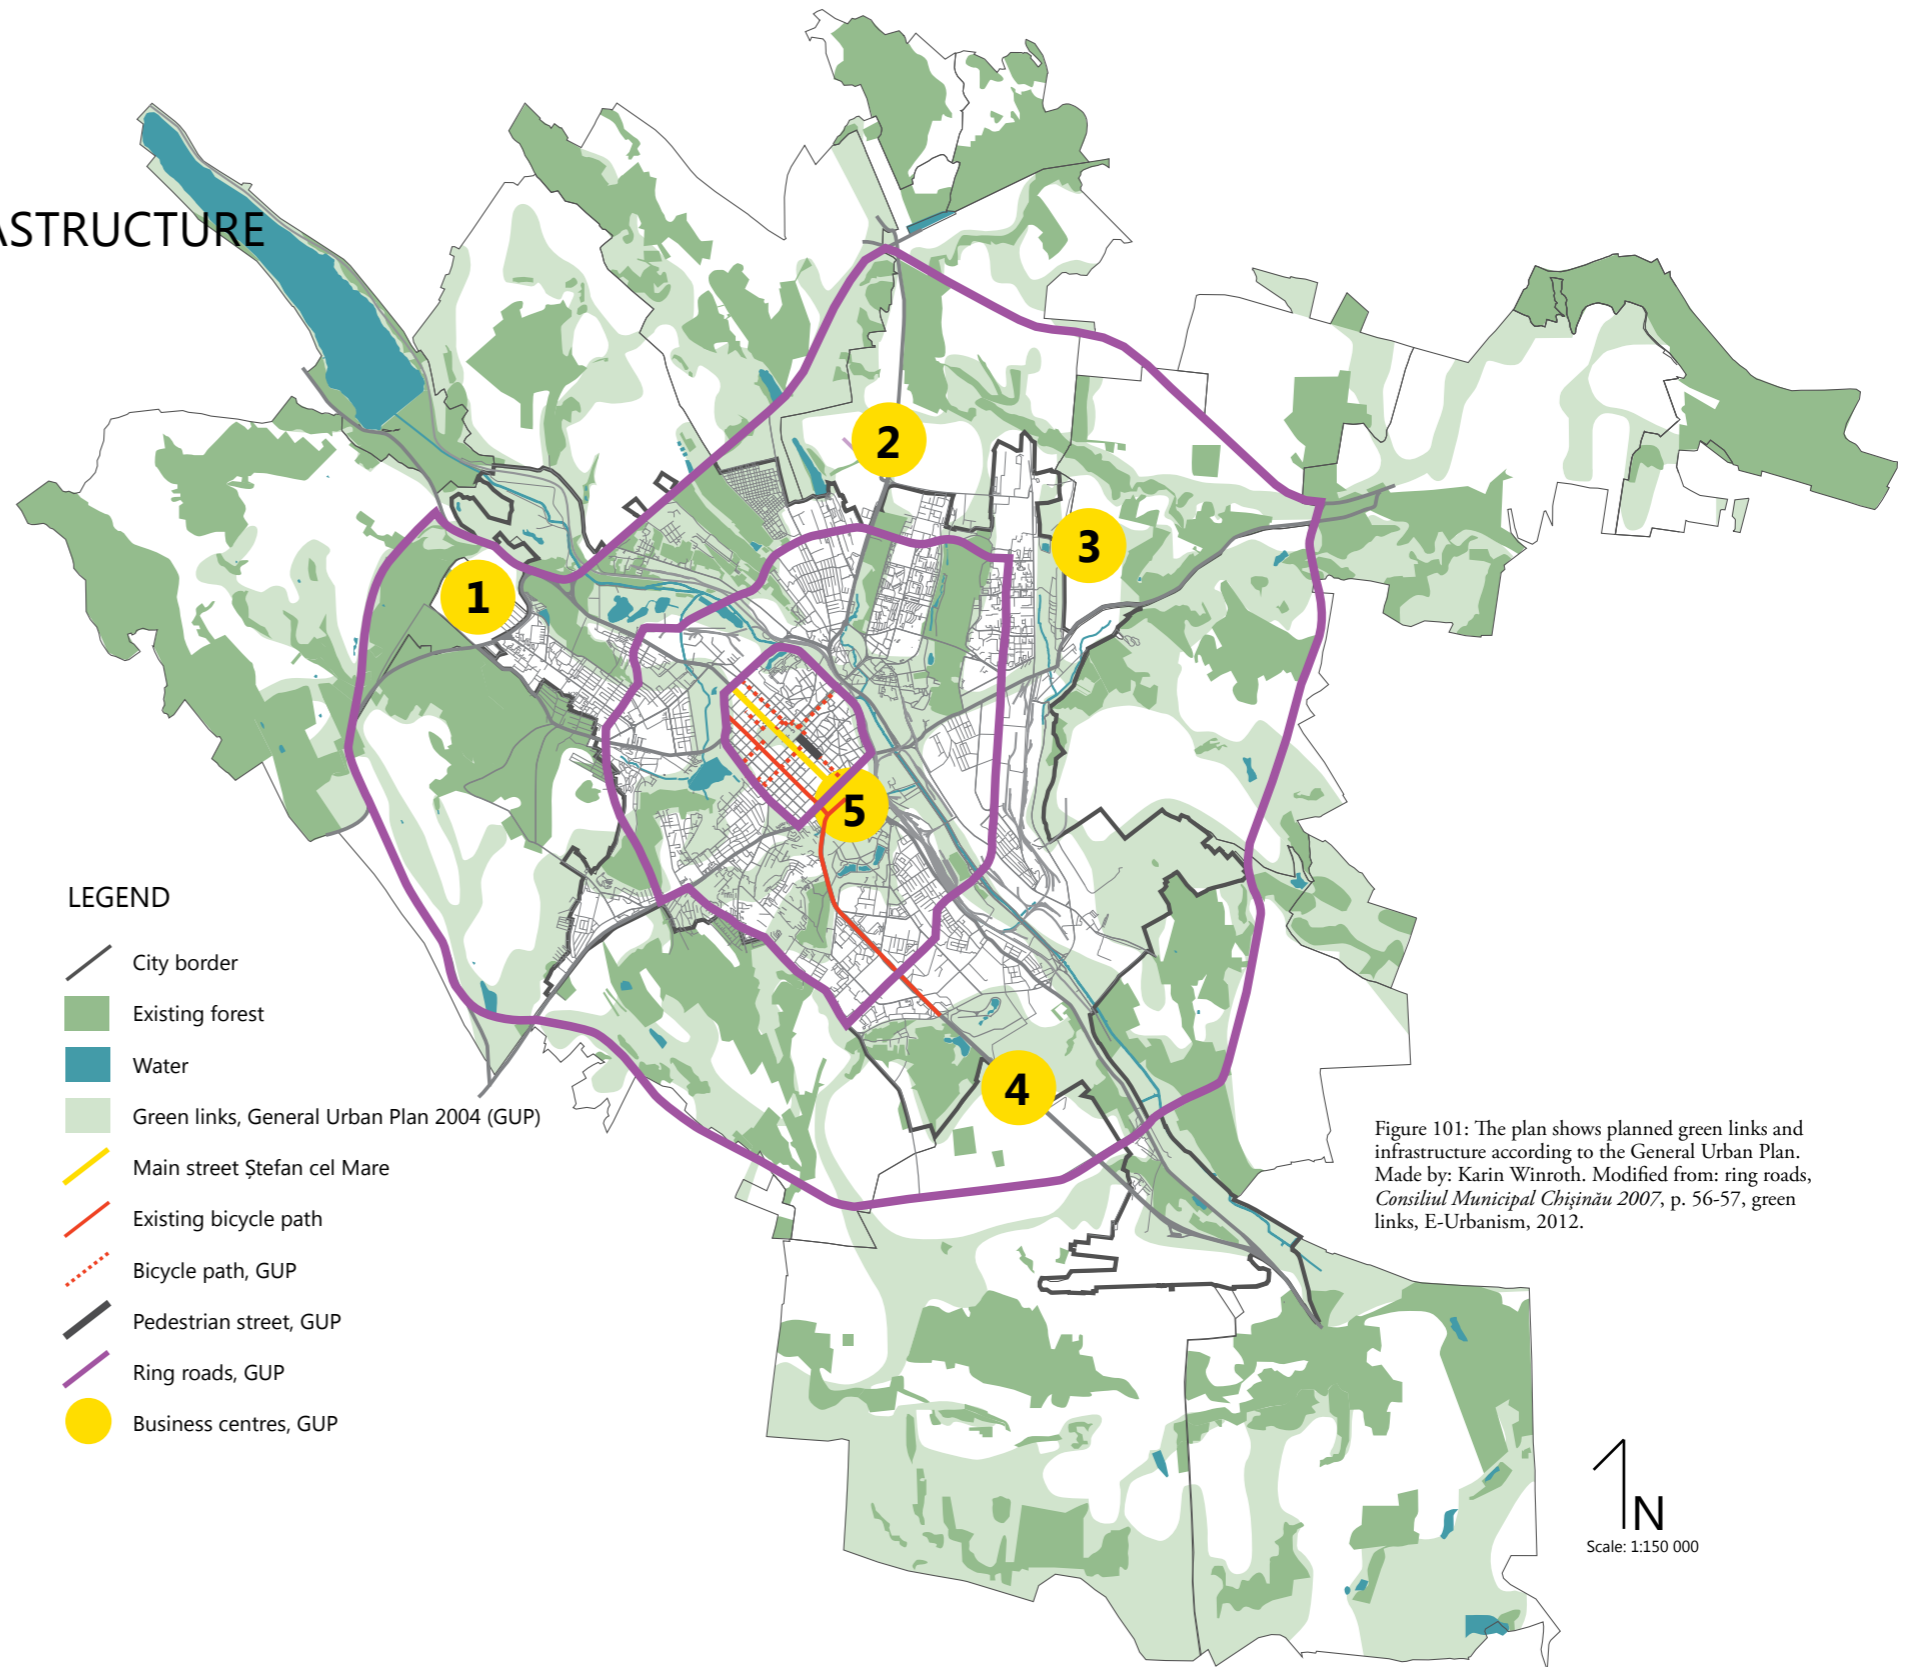 ASTRUCTURE
2
3
1
5
4
LEGEND
City border
Existing forest
Water
Green links, General Urban Plan 2004 (GUP)
Main street Ștefan cel Mare
Existing bicycle path
Bicycle path, GUP
Pedestrian street, GUP
Ring roads, GUP
Business centres, GUP
Figure 101: The plan shows planned green links and
infrastructure according to the General Urban Plan.
Made by: Karin Winroth. Modified from: ring roads,
Consiliul Municipal Chişinău 2007, p. 56-57, green
links, E-Urbanism, 2012.
N
Scale: 1:150 000